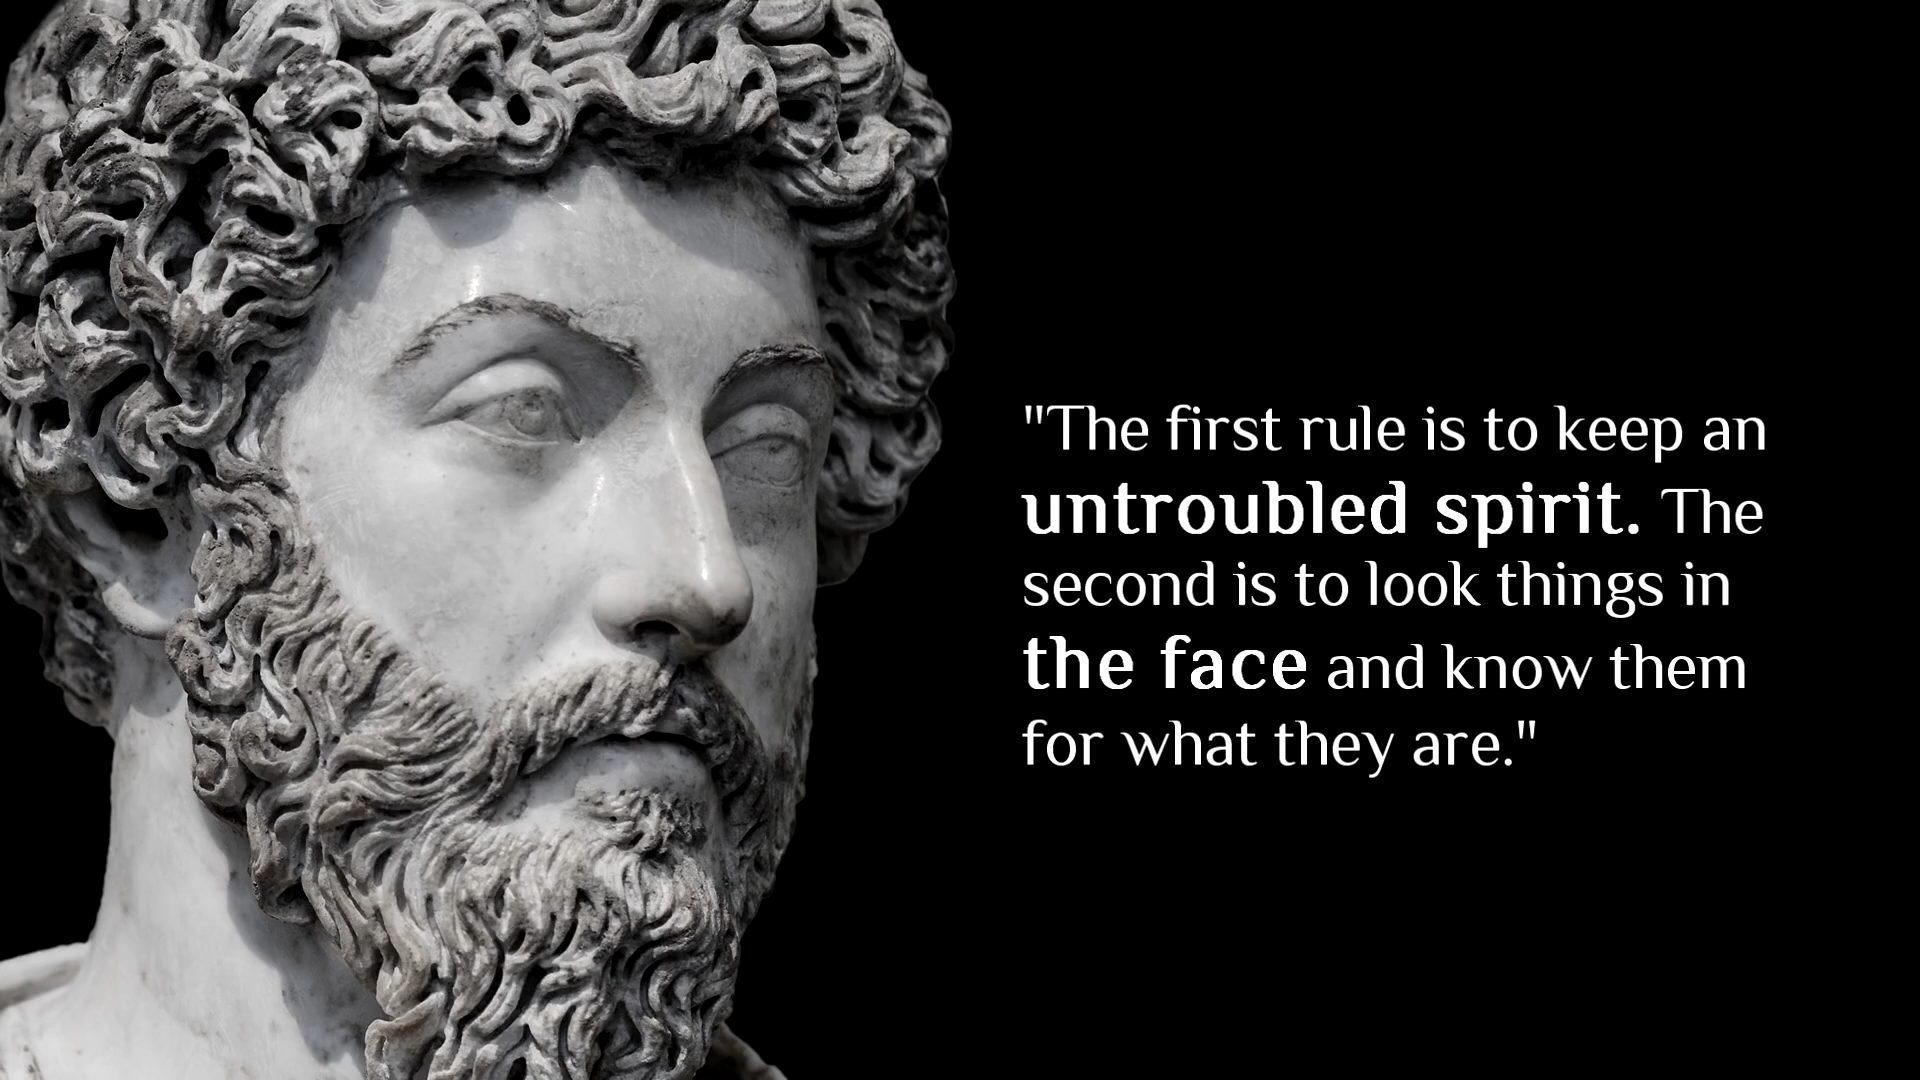 "The first rule is to keep an
untroubled spirit. The
second is to look things in
the face and know them
for what they are."